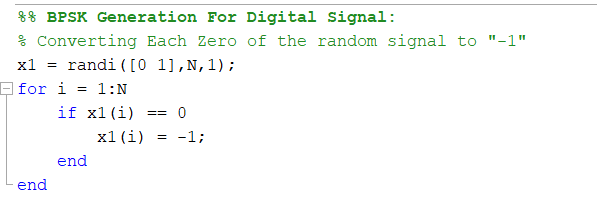 %% BPSK Generation For Digital Signal:
% Converting Each Zero of the random signal to "-1"
x1 = randi([0 1],N,1);
for i = 1:N
if x1(i) == 0
x1(i) = -1;
end
end